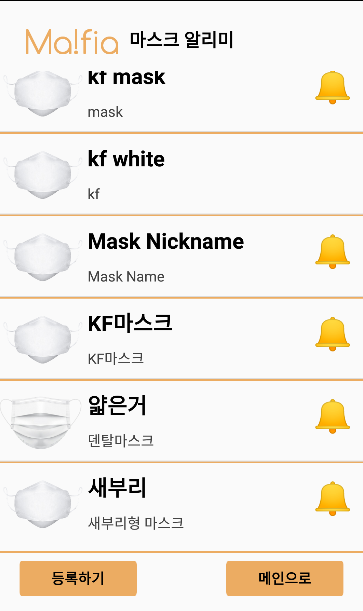 Ma!fia 마스크 알리미
kf mask
mask
kf white
kf
Mask Nickname
Mask Name
KF마스크
KF마스크
얇은거
덴탈마스크
새부리
새부리형 마스크
등록하기 메인으로